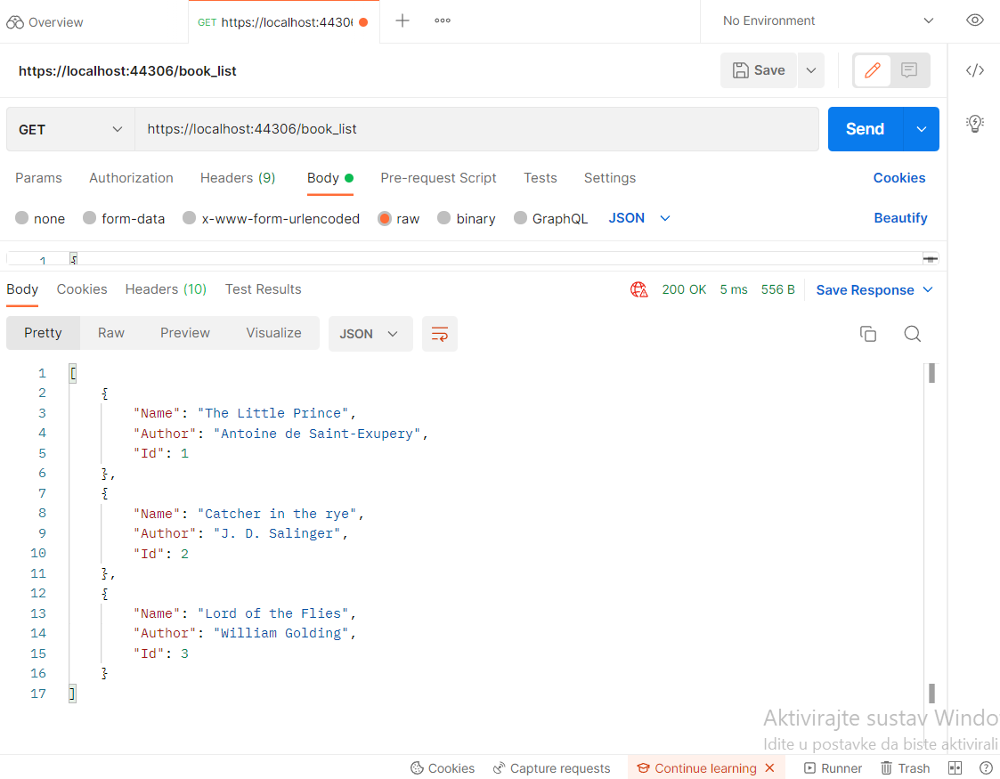 Overview
GET https://localhost:4430
No Environment
https://localhost:44306/book_list
Save
GET
https://localhost:44306/book_list
Send
Params Authorization Headers (9) Body Pre-request Script Tests Settings Cookies
none form-data x-www-form-urlencoded raw binary GraphQL JSON Beautify
1 {
Body Cookies Headers (10) Test Results 200 OK 5 ms 556 B Save Response
Pretty Raw Preview Visualize JSON
1 [
2 {
3 "Name": "The Little Prince",
4 "Author": "Antoine de Saint-Exupery",
5 "Id": 1
6 },
7 {
8 "Name": "Catcher in the rye",
9 "Author": "J. D. Salinger",
10 "Id": 2
11 },
12 {
13 "Name": "Lord of the Flies",
14 "Author": "William Golding",
15 "Id": 3
16 }
17 ]
Aktivirajte sustav Windo
Idite u postavke da biste aktivirali
Cookies Capture requests Continue learning Runner Trash